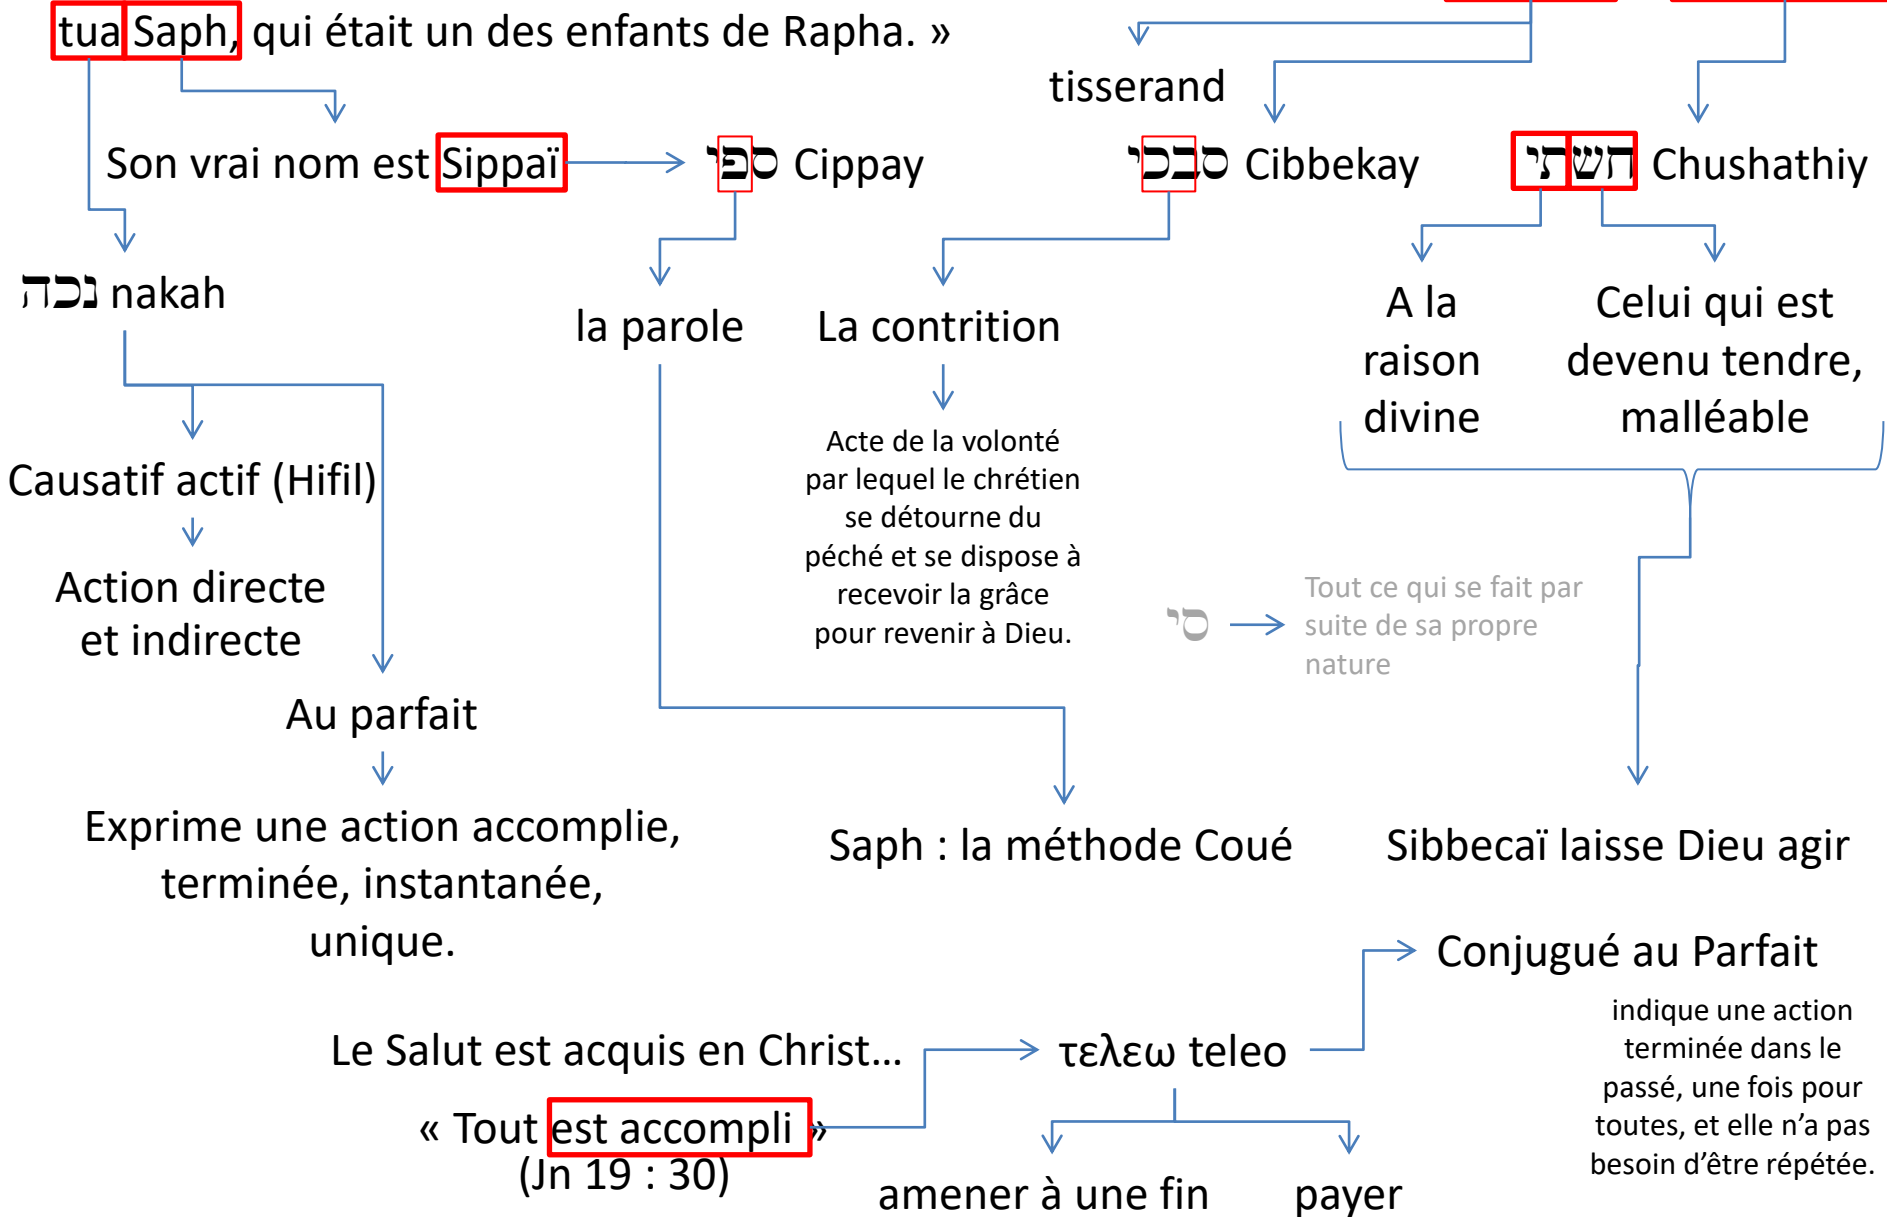 tua Saph, qui était un des enfants de Rapha. »
tisserand
Son vrai nom est Sippaï
ספי Cippay
סבכי Cibbekay
חשתי Chushathiy
נכה nakah
la parole
La contrition
A la
raison
divine
Celui qui est
devenu tendre,
malléable
Causatif actif (Hifil)
Acte de la volonté
par lequel le chrétien
se détourne du
péché et se dispose à
recevoir la grâce
pour revenir à Dieu.
Action directe
et indirecte
סי
Tout ce qui se fait par
suite de sa propre
nature
Au parfait
Exprime une action accomplie,
terminée, instantanée,
unique.
Saph : la méthode Coué
Sibbecaï laisse Dieu agir
Conjugué au Parfait
indique une action
terminée dans le
passé, une fois pour
toutes, et elle n’a pas
besoin d’être répétée.
Le Salut est acquis en Christ…
τελεω teleo
« Tout est accompli »
(Jn 19 : 30)
amener à une fin
payer